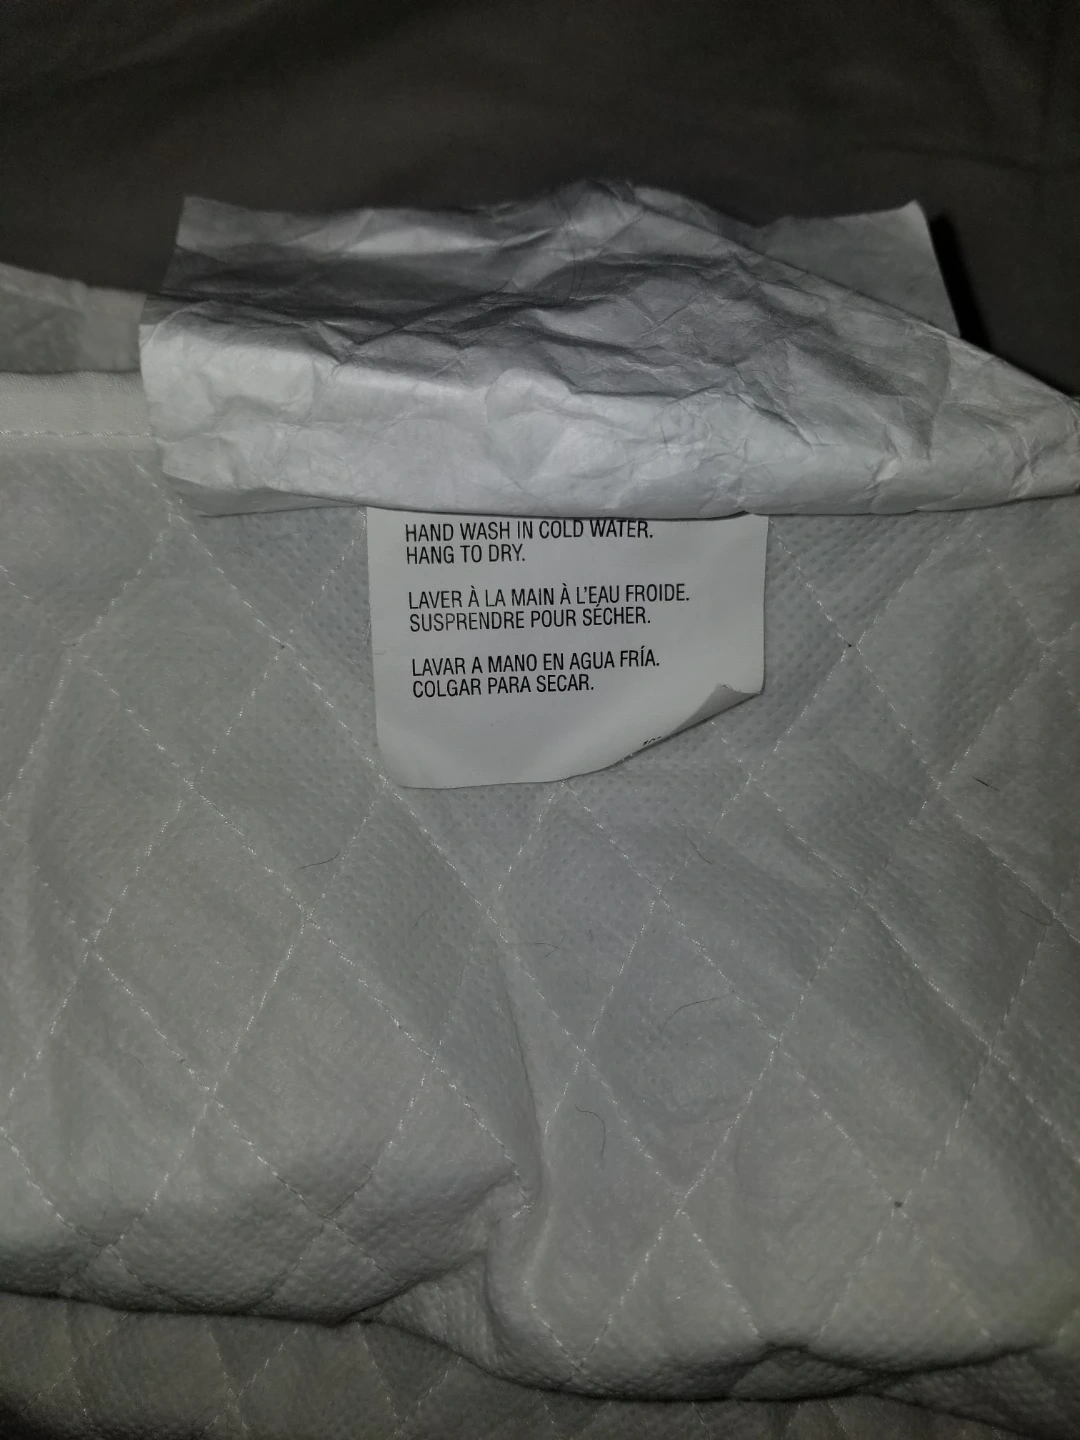 HAND WASH IN COLD WATER.
HANG TO DRY.
LAVER À LA MAIN À L'EAU FROIDE.
SUSPRENDRE POUR SÉCHER.
LAVAR A MANO EN AGUA FRÍA.
COLGAR PARA SECAR.